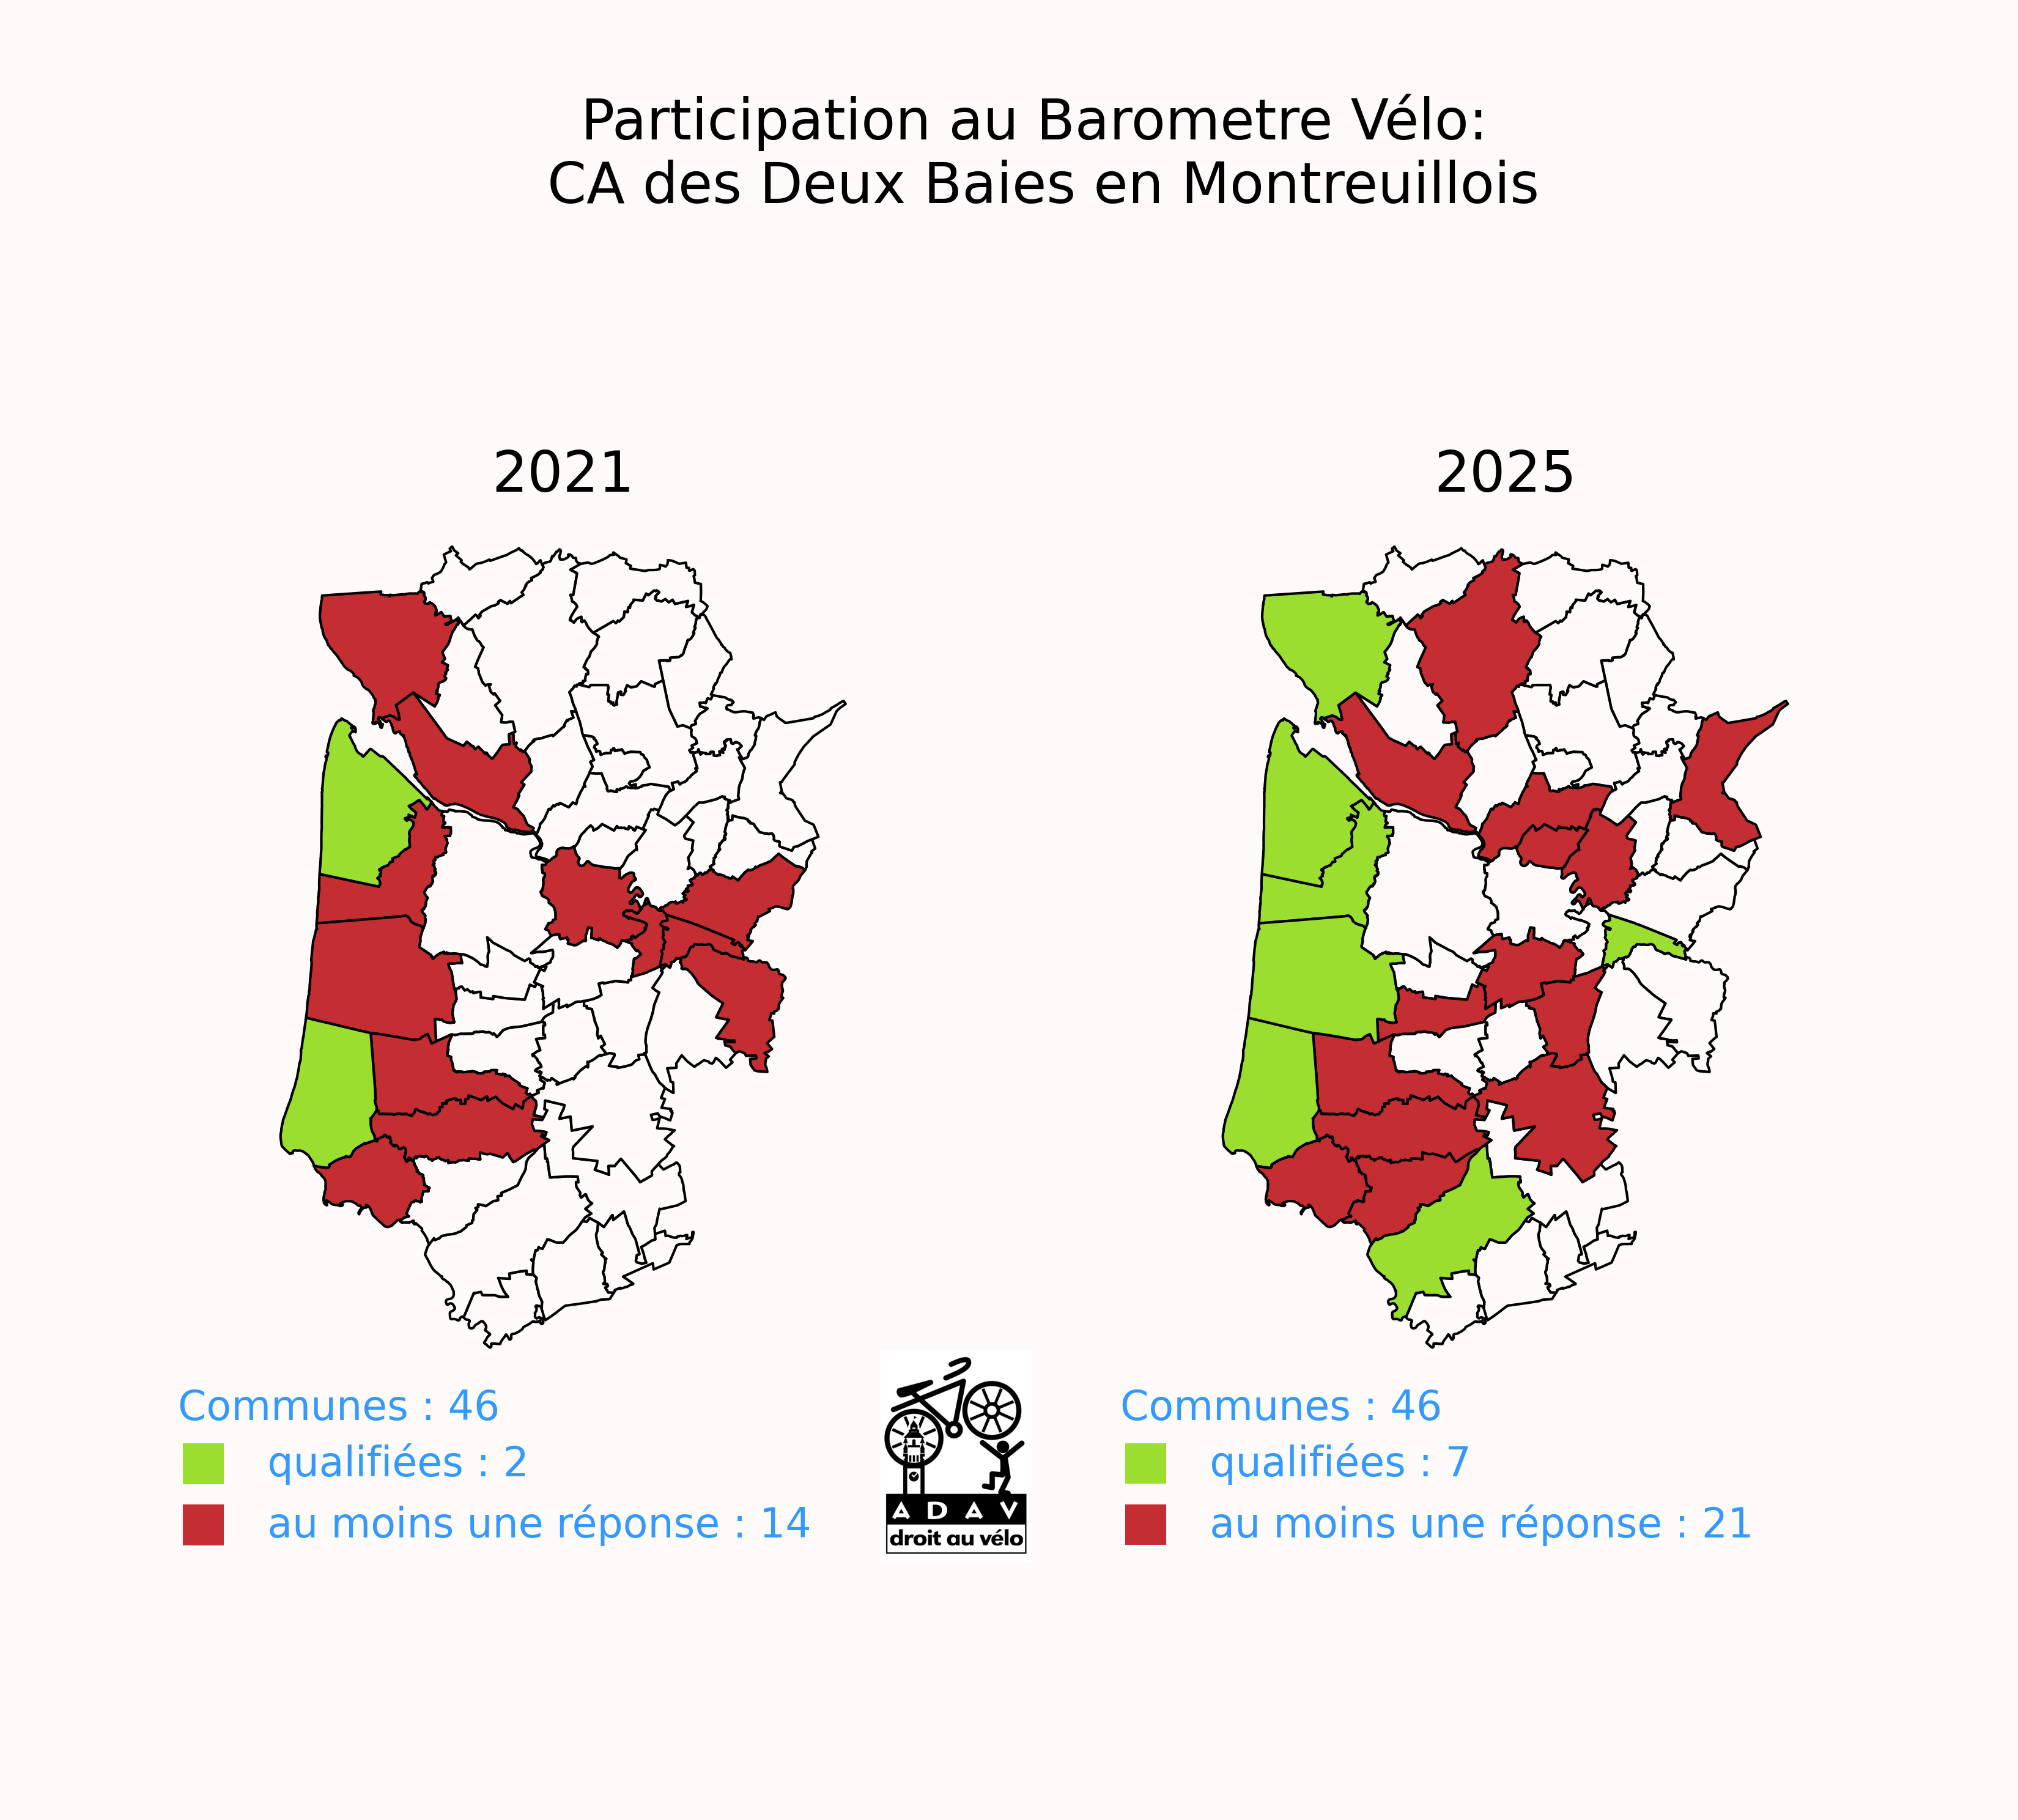 Participation au Barometre Vélo:
CA des Deux Baies en Montreuillois
2021
2025
Communes : 46
qualifiées : 2
au moins une réponse : 14
ADAV
droit au vélo
Communes : 46
qualifiées : 7
au moins une réponse : 21